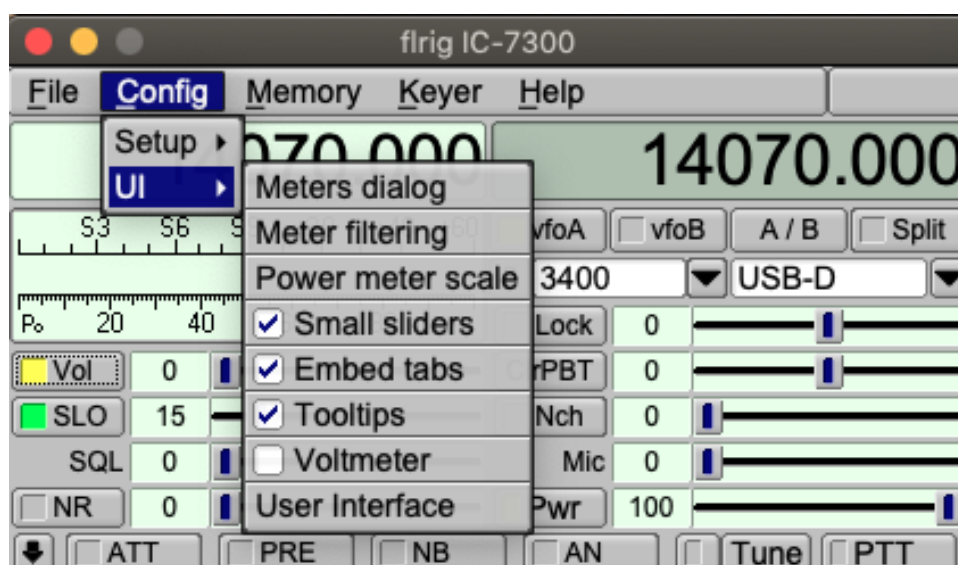 flrig IC-7300
File Config Memory Keyer Help
Setup
14070.000
UI
Meters dialog
S3 S6
Meter filtering
60
vfoA vfoB A / B Split
Power meter scale
3400 USB-D
Po 20 40
Small sliders
Lock 0
Vol 0
Embed tabs
PBT 0
SLO 15
Tooltips
Nch 0
SQL 0
Voltmeter
Mic 0
NR 0
User Interface
Pwr 100
ATT PRE NB AN Tune PTT